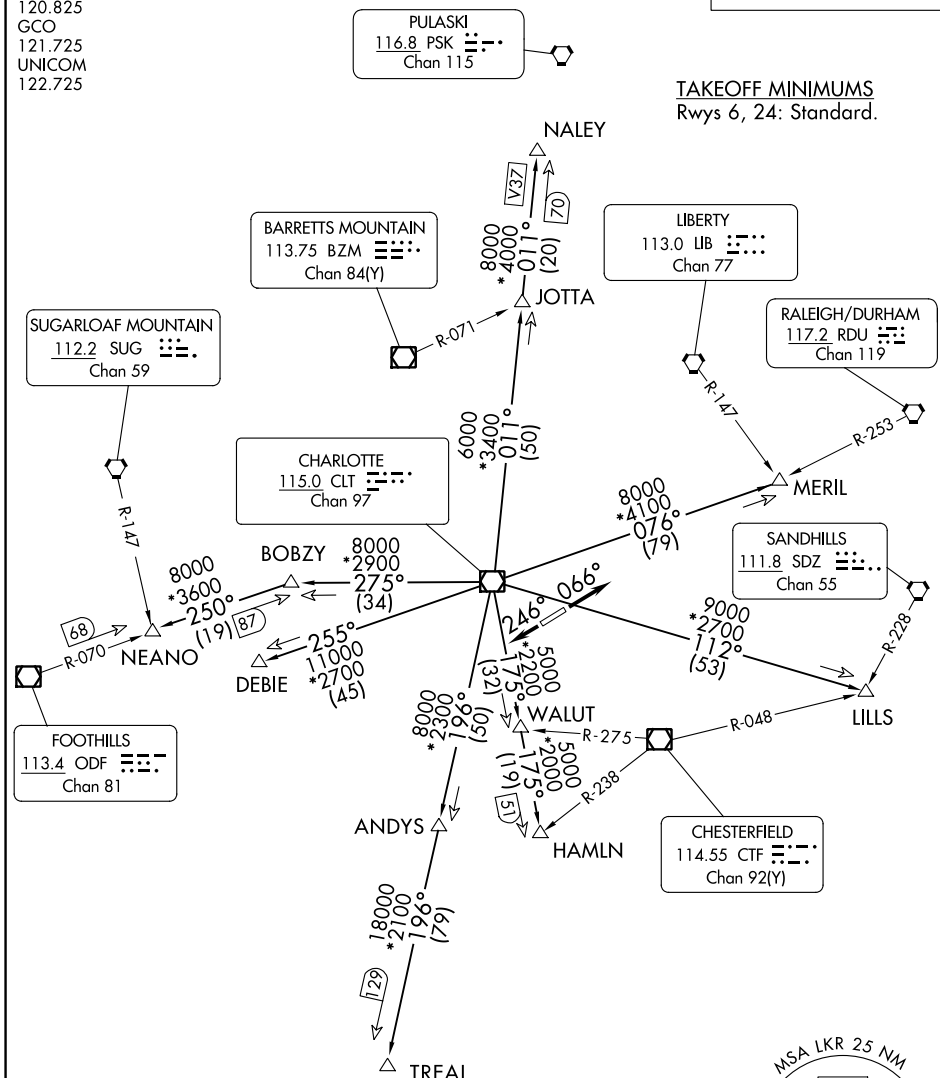 120.825
GCO
121.725
UNICOM
122.725
PULASKI
116.8 PSK
Chan 115
TAKEOFF MINIMUMS
Rwys 6, 24: Standard.
NALEY
V37
70
8000
*4000
011°
(20)
BARRETTS MOUNTAIN
113.75 BZM
Chan 84(Y)
LIBERTY
113.0 LIB
Chan 77
JOTTA
R-071
SUGARLOAF MOUNTAIN
112.2 SUG
Chan 59
RALEIGH/DURHAM
117.2 RDU
Chan 119
R-147
R-253
6000
*3400
011°
(50)
CHARLOTTE
115.0 CLT
Chan 97
MERIL
8000
*4100
076°
(79)
R-147
BOBZY
8000
*2900
275°
(34)
SANDHILLS
111.8 SDZ
Chan 55
8000
*3600
250°
(19)
87
246° 066°
68
R-070
NEANO
255°
11000
*2700
(45)
DEBIE
9000
*2700
112°
(53)
R-228
LILLS
5000
*2200
175°
(32)
8000
*2300
196°
(50)
WALUT
R-275
R-048
FOOTHILLS
113.4 ODF
Chan 81
5000
*2000
175°
(19)
51
R-238
ANDYS
HAMLN
CHESTERFIELD
114.55 CTF
Chan 92(Y)
18000
*2100
196°
(79)
129
TREAL
MSA LKR 25 NM